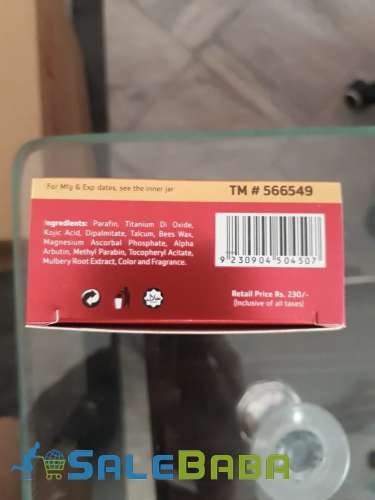 For Mfg & Exp dates, see the inner jar
TM # 566549
Ingredients: Parafin, Titanium Di Oxide,
Kojic Acid, Dipalmitate, Talcum, Bees Wax,
Magnesium Ascorbal Phosphate, Alpha
Arbutin, Methyl Parabin, Tocopheryl Acitate,
Mulbery Root Extract, Color and Fragrance.
9 230904 504507
Retail Price Rs. 230/-
(Inclusive of all taxes)
SALEBABA